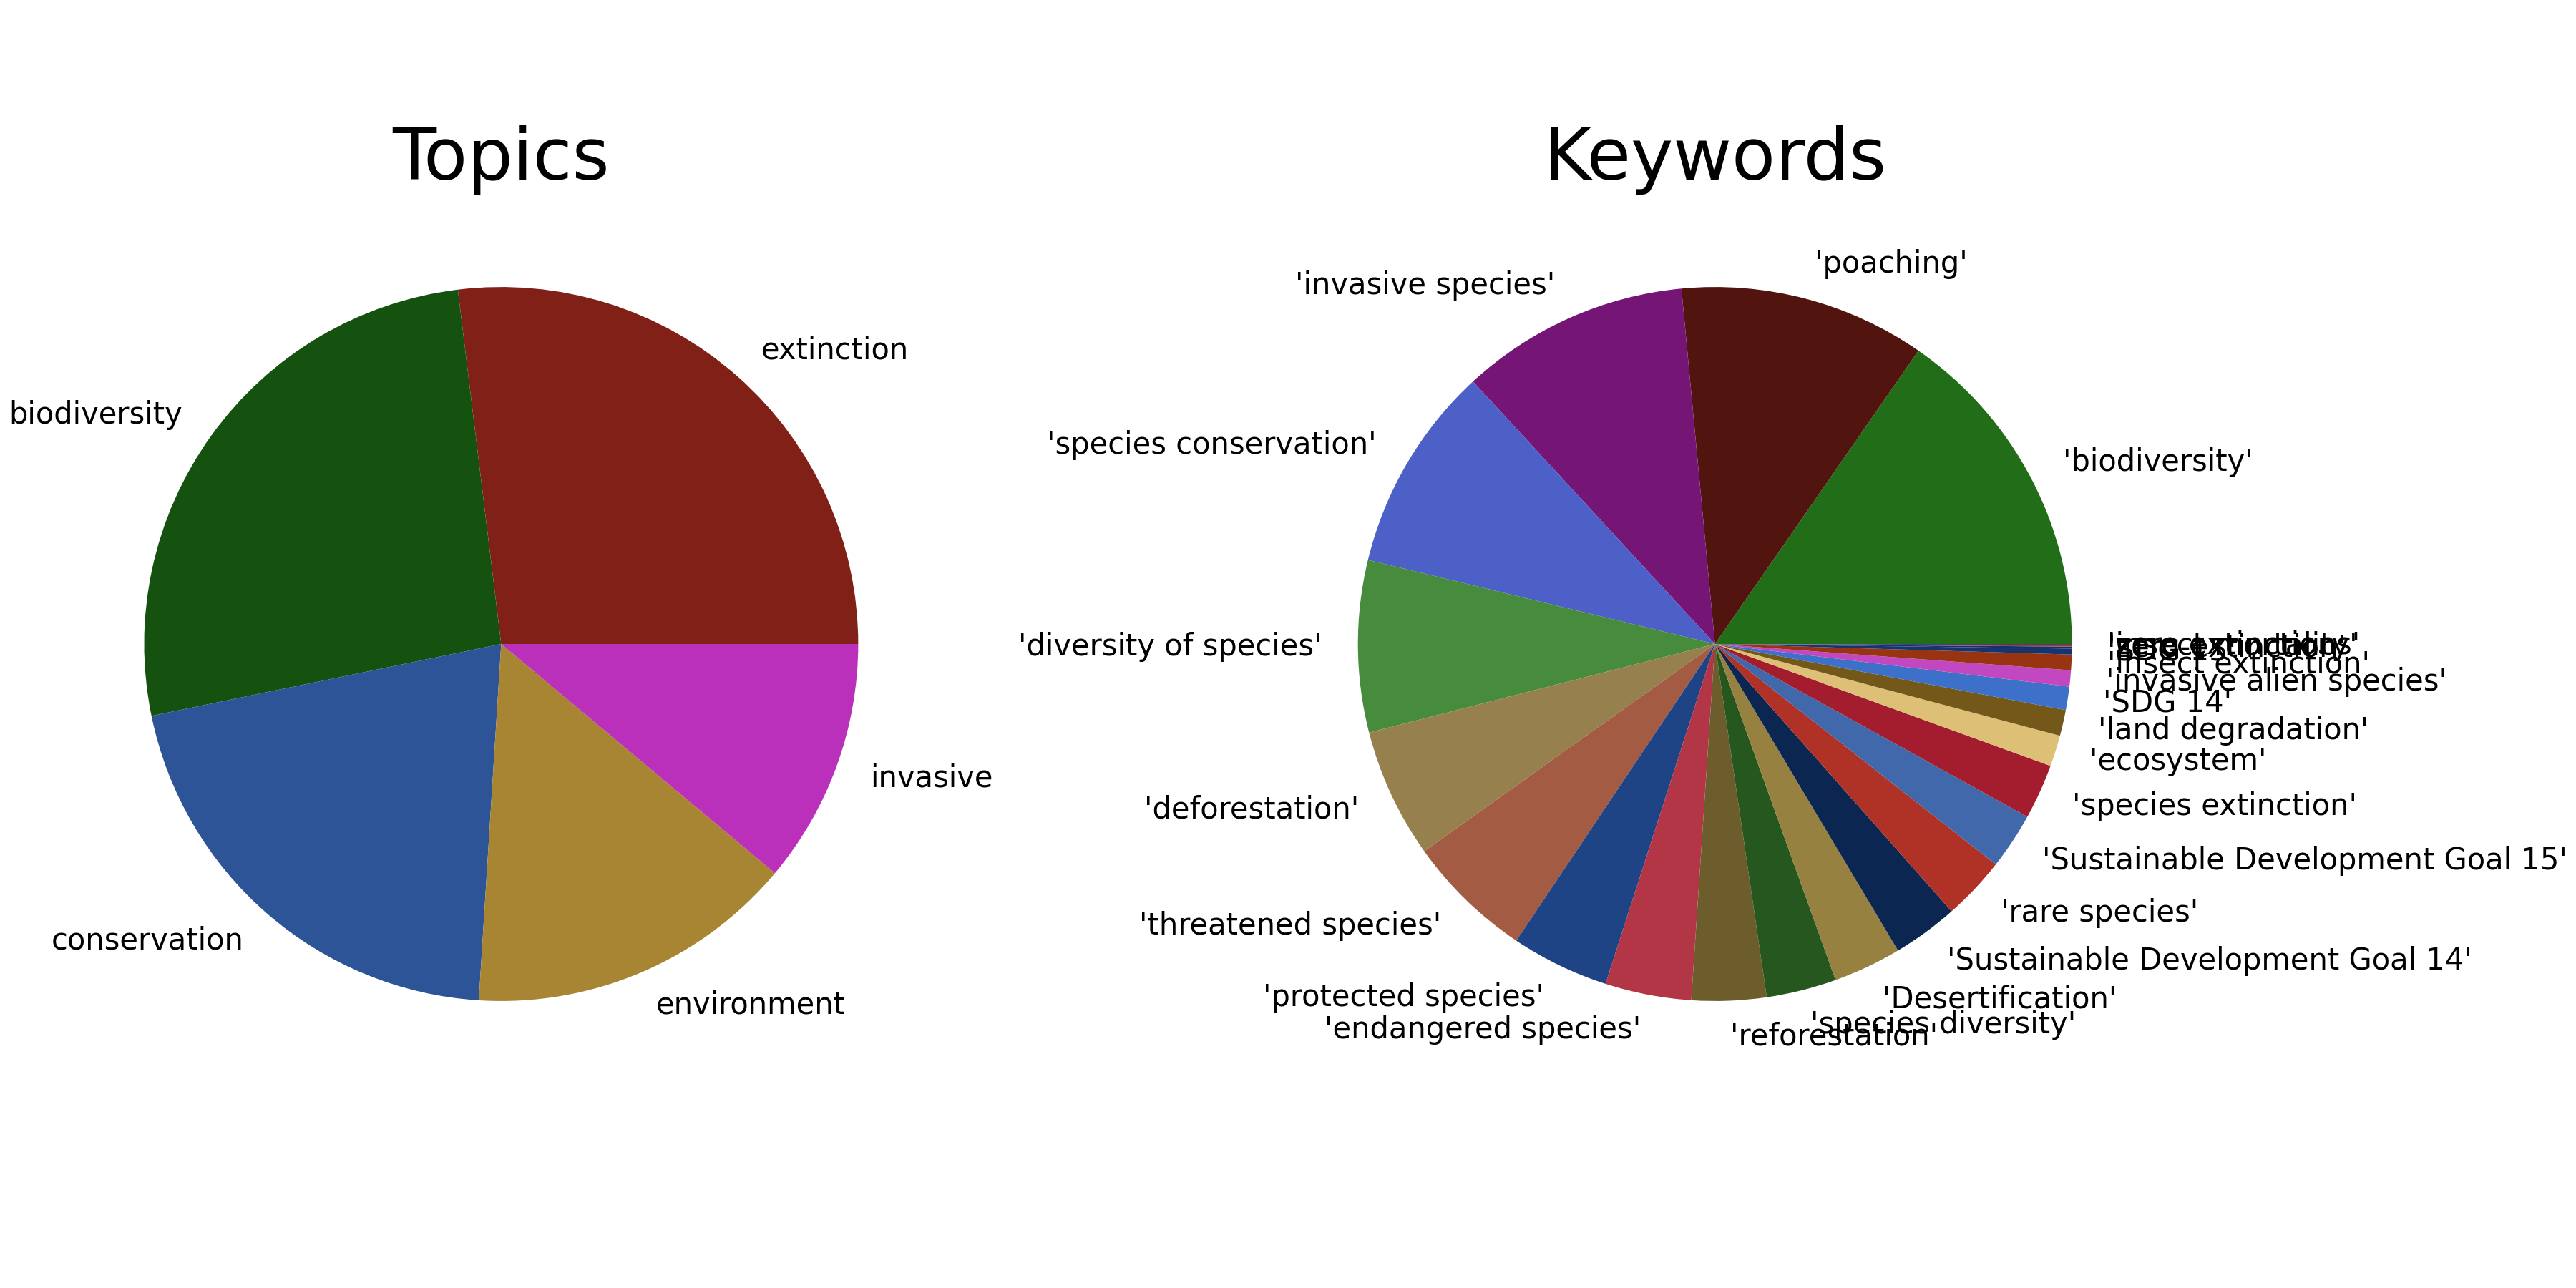 Topics
extinction
biodiversity
conservation
environment
invasive
Keywords
'biodiversity'
'poaching'
'invasive species'
'species conservation'
'diversity of species'
'deforestation'
'threatened species'
'protected species'
'endangered species'
'reforestation'
'species diversity'
'Desertification'
'Sustainable Development Goal 14'
'rare species'
'Sustainable Development Goal 15'
'species extinction'
'ecosystem'
'land degradation'
'SDG 14'
'invasive alien species'
'insect extinction'